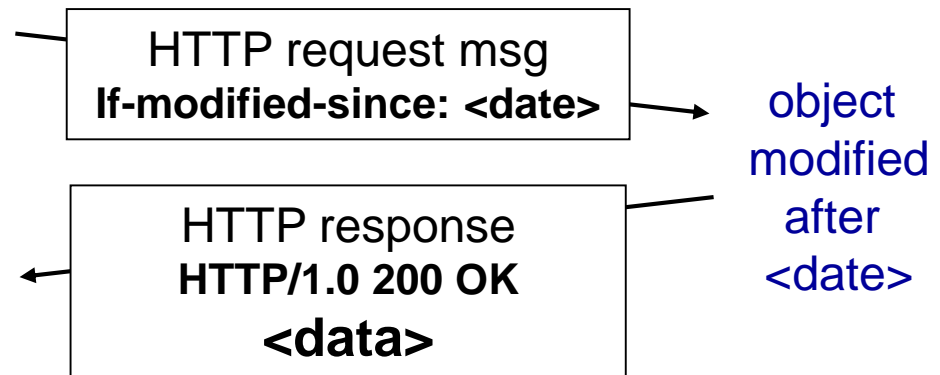 HTTP request msg
If-modified-since: <date>
object
modified
after
<date>
HTTP response
HTTP/1.0 200 OK
<data>